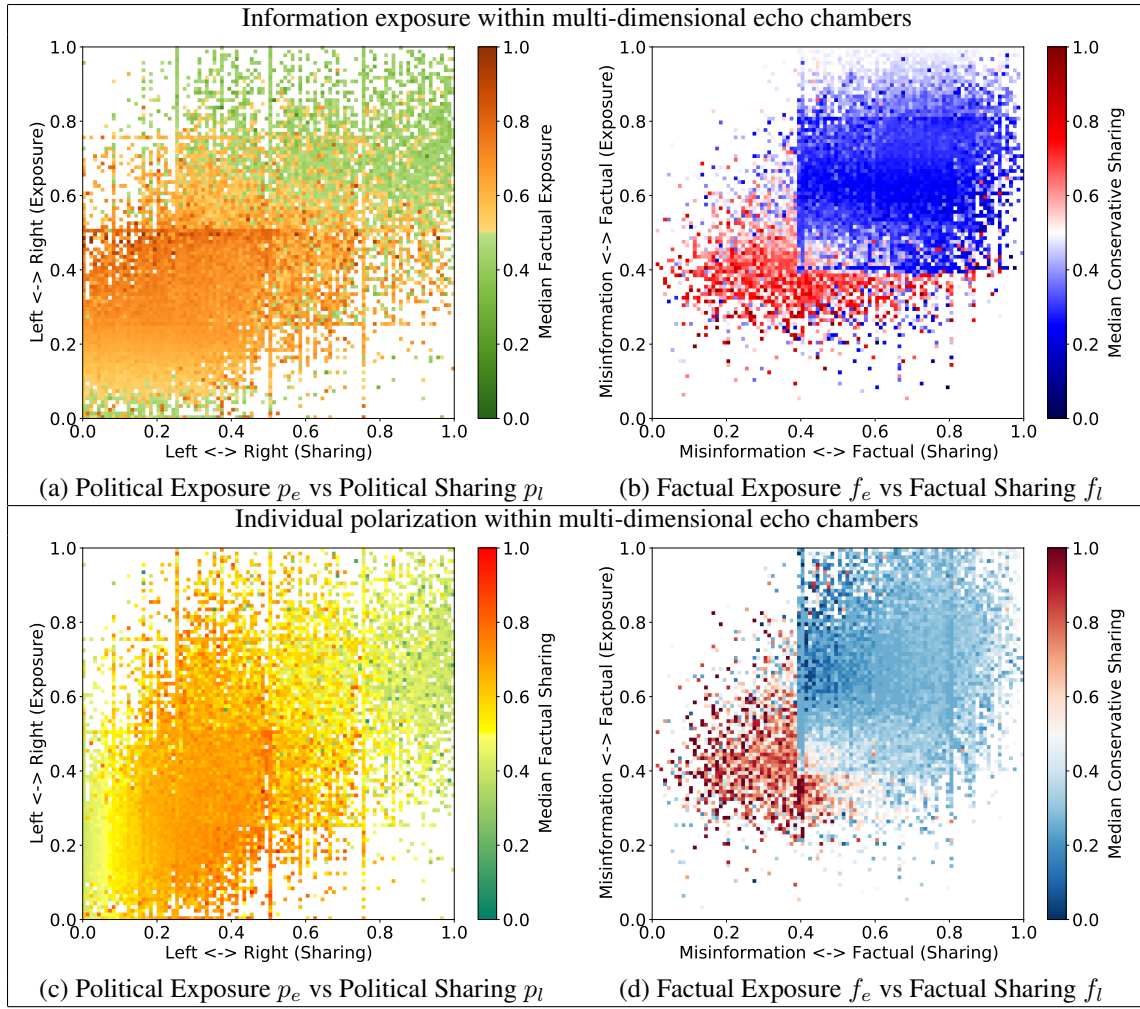 Information exposure within multi-dimensional echo chambers
1.0
0.8
0.6
0.4
0.2
0.0
Left <-> Right (Exposure)
0.0 0.2 0.4 0.6 0.8 1.0
Left <-> Right (Sharing)
1.0
0.8
0.6
0.4
0.2
0.0
Median Factual Exposure
(a) Political Exposure p_e vs Political Sharing p_l
1.0
0.8
0.6
0.4
0.2
0.0
Misinformation <-> Factual (Exposure)
0.0 0.2 0.4 0.6 0.8 1.0
Misinformation <-> Factual (Sharing)
1.0
0.8
0.6
0.4
0.2
0.0
Median Conservative Sharing
(b) Factual Exposure f_e vs Factual Sharing f_l
Individual polarization within multi-dimensional echo chambers
1.0
0.8
0.6
0.4
0.2
0.0
Left <-> Right (Exposure)
0.0 0.2 0.4 0.6 0.8 1.0
Left <-> Right (Sharing)
1.0
0.8
0.6
0.4
0.2
0.0
Median Factual Sharing
(c) Political Exposure p_e vs Political Sharing p_l
1.0
0.8
0.6
0.4
0.2
0.0
Misinformation <-> Factual (Exposure)
0.0 0.2 0.4 0.6 0.8 1.0
Misinformation <-> Factual (Sharing)
1.0
0.8
0.6
0.4
0.2
0.0
Median Conservative Sharing
(d) Factual Exposure f_e vs Factual Sharing f_l